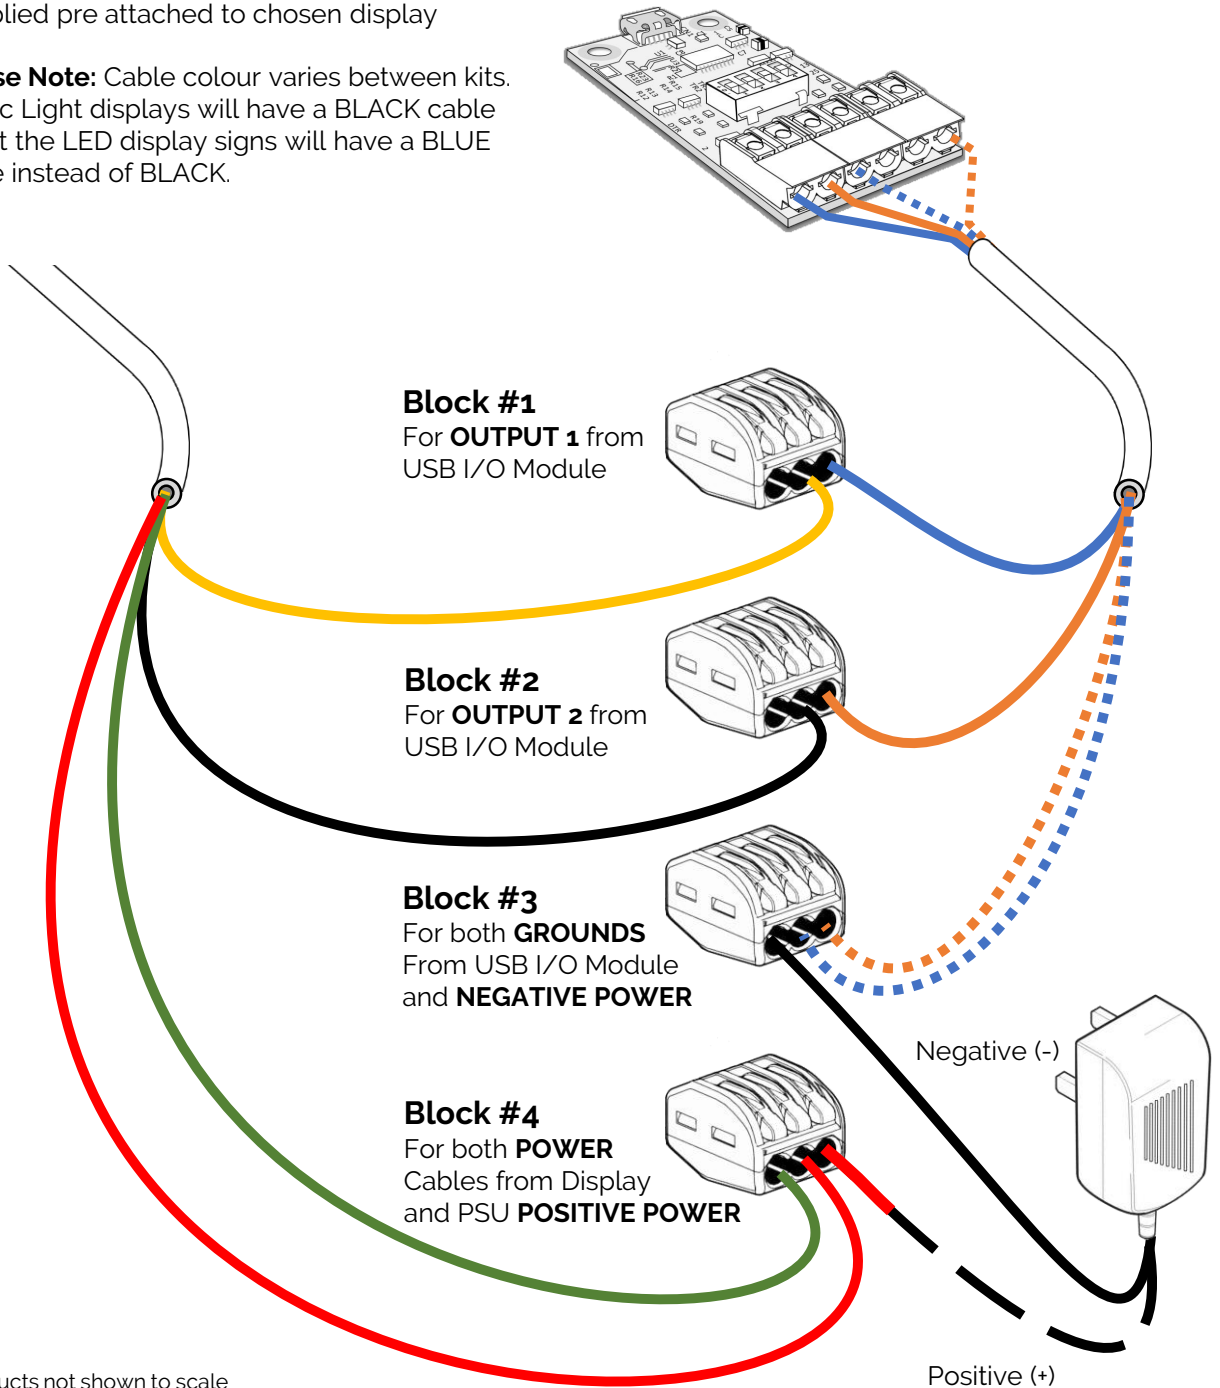 plied pre attached to chosen display
se Note: Cable colour varies between kits.
c Light displays will have a BLACK cable
t the LED display signs will have a BLUE
e instead of BLACK.
Block #1
For OUTPUT 1 from
USB I/O Module
Block #2
For OUTPUT 2 from
USB I/O Module
Block #3
For both GROUNDS
From USB I/O Module
and NEGATIVE POWER
Negative (-)
Block #4
For both POWER
Cables from Display
and PSU POSITIVE POWER
Positive (+)
ucts not shown to scale